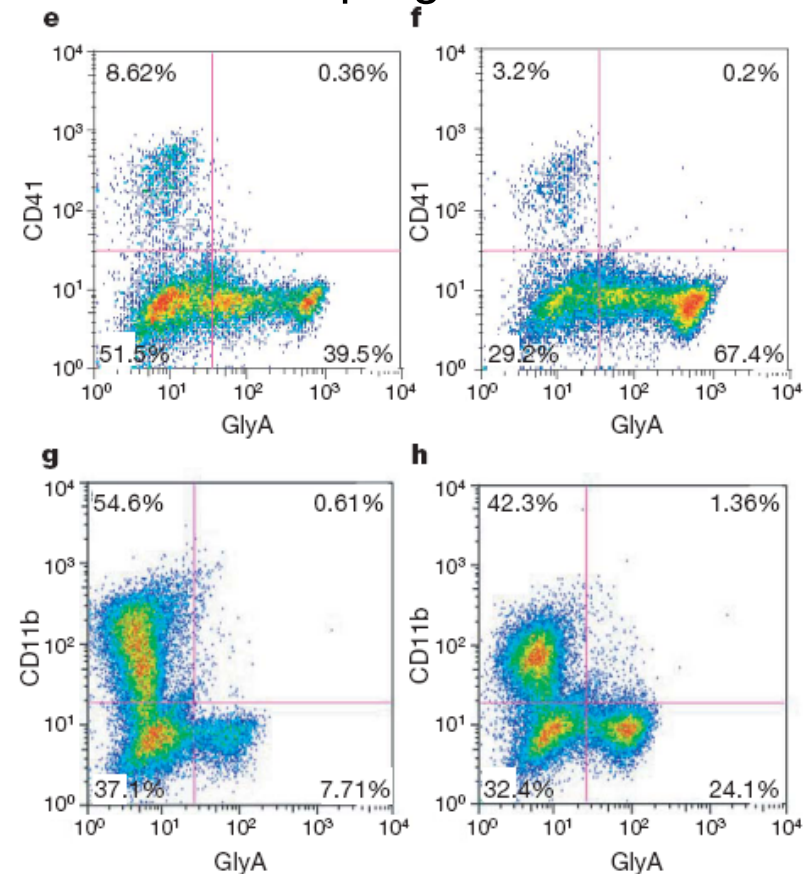 e
f
10⁴
8.62%
0.36%
10³
CD41
10²
10¹
51.5%
39.5%
10⁰
10⁰ 10¹ 10² 10³ 10⁴
GlyA
10⁴
3.2%
0.2%
10³
CD41
10²
10¹
29.2%
67.4%
10⁰
10⁰ 10¹ 10² 10³ 10⁴
GlyA
g
h
10⁴
54.6%
0.61%
10³
CD11b
10²
10¹
37.1%
7.71%
10⁰
10⁰ 10¹ 10² 10³ 10⁴
GlyA
10⁴
42.3%
1.36%
10³
CD11b
10²
10¹
32.4%
24.1%
10⁰
10⁰ 10¹ 10² 10³ 10⁴
GlyA